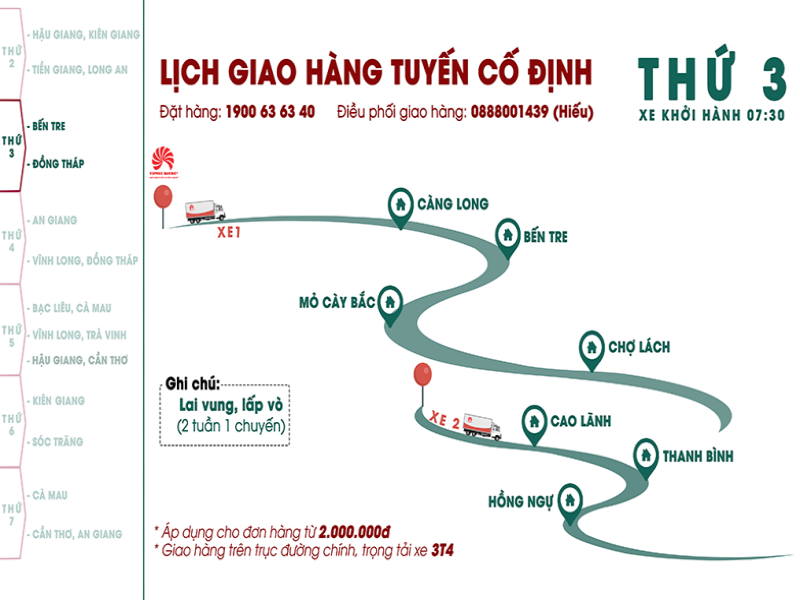 THỨ 2
- HẬU GIANG, KIÊN GIANG
- TIỀN GIANG, LONG AN
THỨ 3
- BẾN TRE
- ĐỒNG THÁP
THỨ 4
- AN GIANG
- VĨNH LONG, ĐỒNG THÁP
THỨ 5
- BẠC LIÊU, CÀ MAU
- VĨNH LONG, TRÀ VINH
- HẬU GIANG, CẦN THƠ
THỨ 6
- KIÊN GIANG
- SÓC TRĂNG
THỨ 7
- CÀ MAU
- CẦN THƠ, AN GIANG
LỊCH GIAO HÀNG TUYẾN CỐ ĐỊNH
Đặt hàng: 1900 63 63 40 Điều phối giao hàng: 0888001439 (Hiếu)
THỨ 3
XE KHỞI HÀNH 07:30
XE1
CÀNG LONG
BẾN TRE
MỎ CÀY BẮC
CHỢ LÁCH
Ghi chú:
Lai vung, lấp vò
(2 tuần 1 chuyến)
XE 2
CAO LÃNH
THANH BÌNH
HỒNG NGỰ
* Áp dụng cho đơn hàng từ 2.000.000đ
* Giao hàng trên trục đường chính, trọng tải xe 3T4